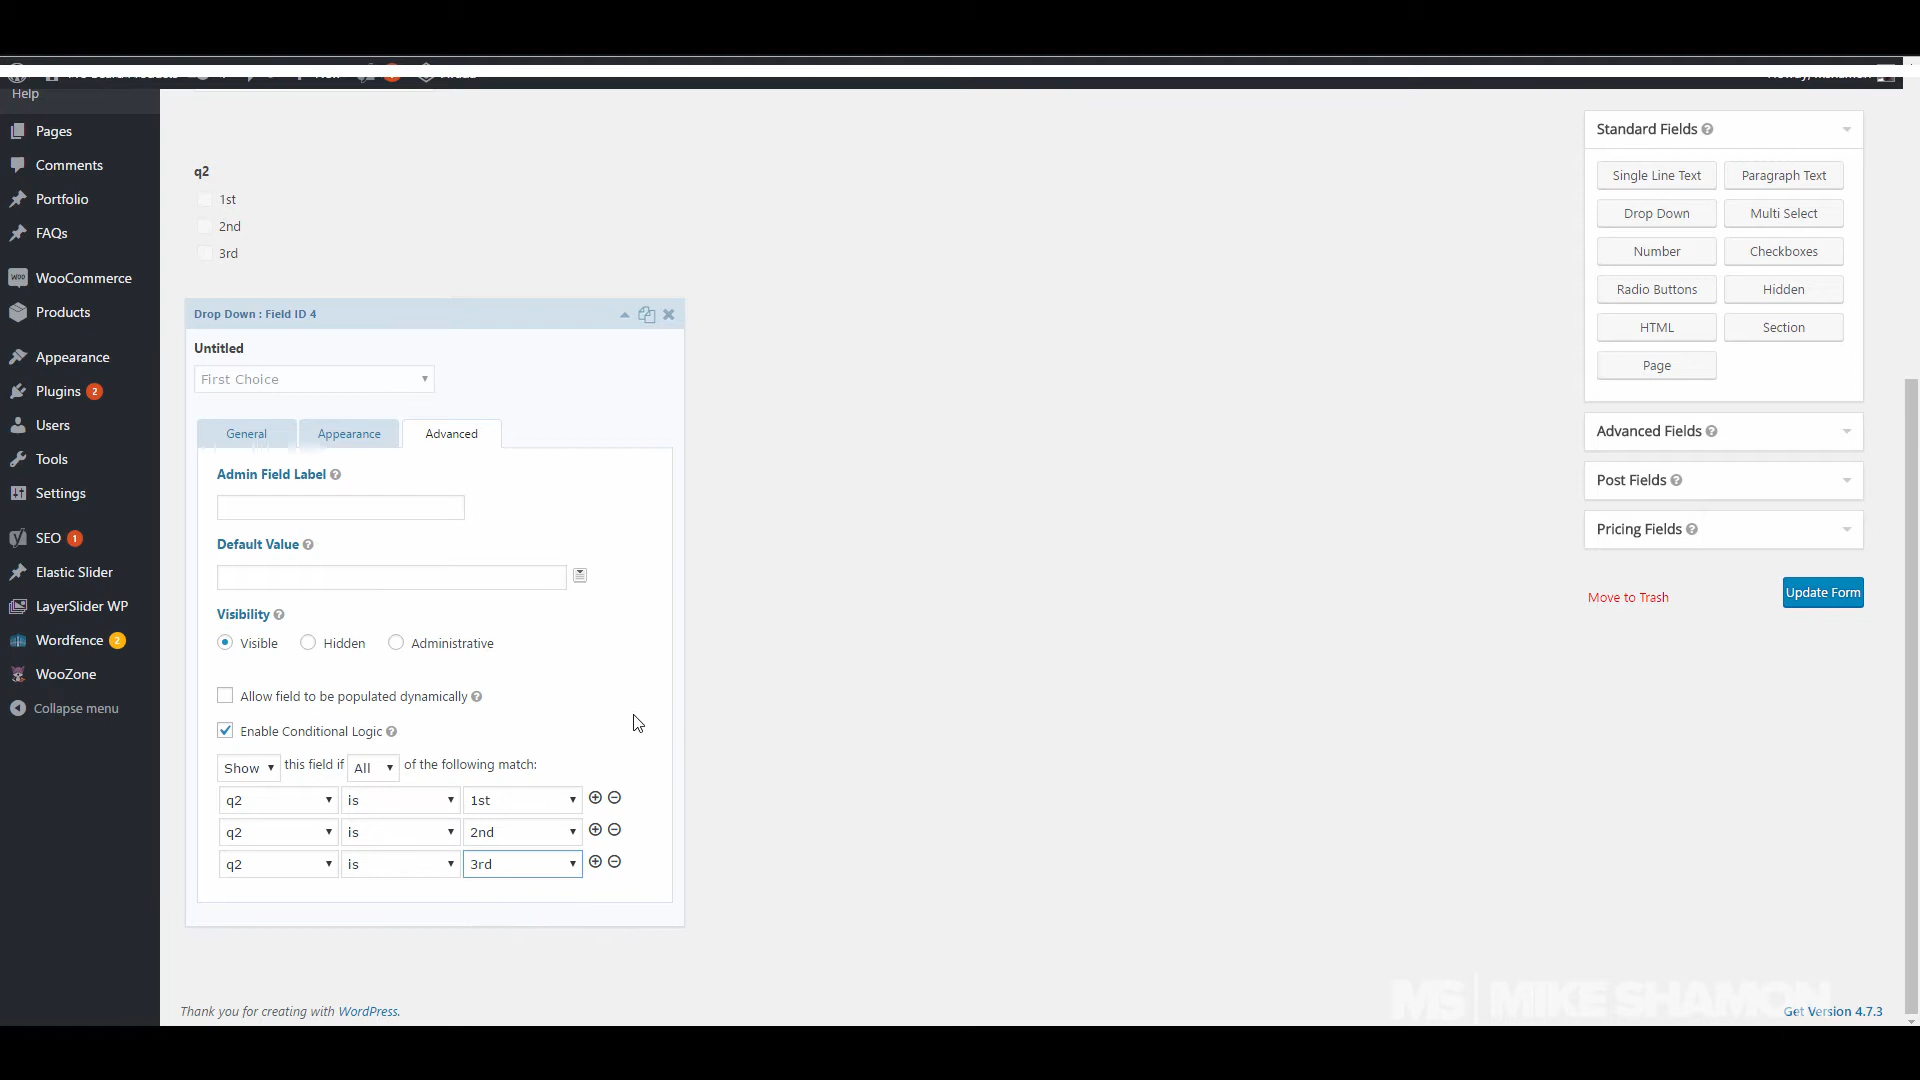 Help
Pages
Comments
Portfolio
FAQs
WooCommerce
Products
Appearance
Plugins 2
Users
Tools
Settings
SEO 1
Elastic Slider
LayerSlider WP
Wordfence 2
WooZone
Collapse menu
q2
1st
2nd
3rd
Drop Down : Field ID 4
Untitled
First Choice
General Appearance Advanced
Admin Field Label
Default Value
Visibility
Visible Hidden Administrative
Allow field to be populated dynamically
Enable Conditional Logic
Show this field if All of the following match:
q2 is 1st
q2 is 2nd
q2 is 3rd
Standard Fields
Single Line Text Paragraph Text
Drop Down Multi Select
Number Checkboxes
Radio Buttons Hidden
HTML Section
Page
Advanced Fields
Post Fields
Pricing Fields
Move to Trash Update Form
Thank you for creating with WordPress.
MS MIKE SHAMON
Get Version 4.7.3